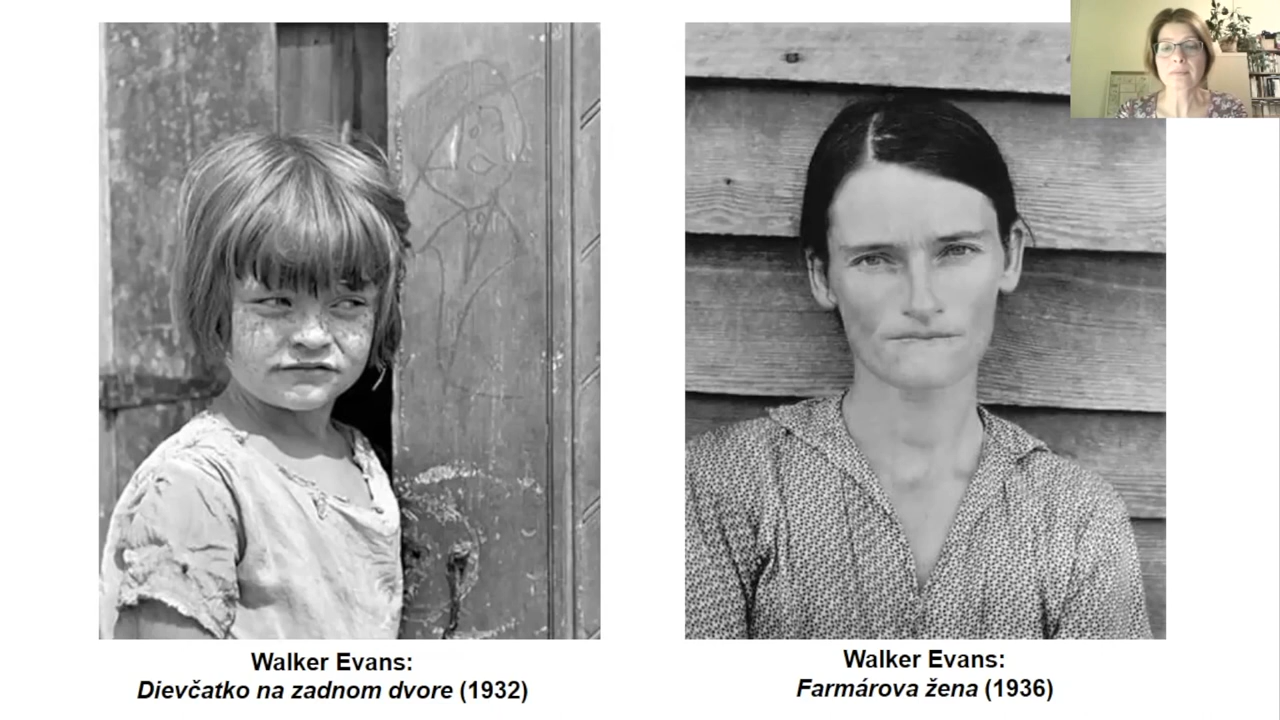 Walker Evans:
Dievčatko na zadnom dvore (1932)
Walker Evans:
Farmárova žena (1936)